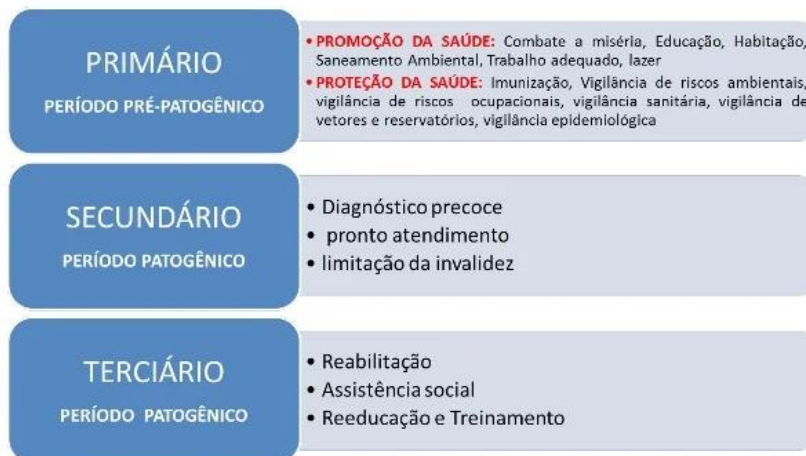 PRIMÁRIO
PERÍODO PRÉ-PATOGÊNICO
• PROMOÇÃO DA SAÚDE: Combate a miséria, Educação, Habitação,
Saneamento Ambiental, Trabalho adequado, lazer
• PROTEÇÃO DA SAÚDE: Imunização, Vigilância de riscos ambientais,
vigilância de riscos ocupacionais, vigilância sanitária, vigilância de
vetores e reservatórios, vigilância epidemiológica
SECUNDÁRIO
PERÍODO PATOGÊNICO
• Diagnóstico precoce
• pronto atendimento
• limitação da invalidez
TERCIÁRIO
PERÍODO PATOGÊNICO
• Reabilitação
• Assistência social
• Reeducação e Treinamento